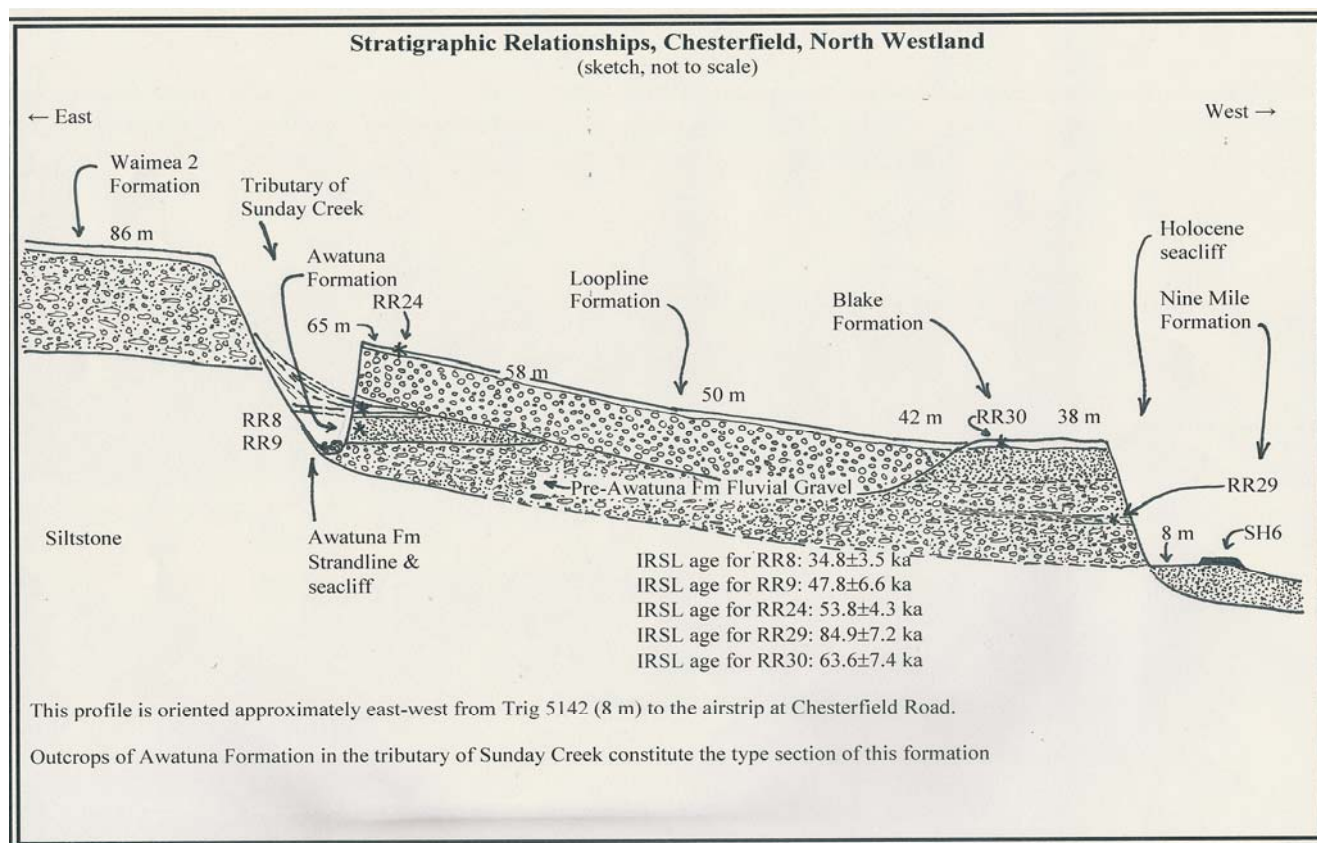 Stratigraphic Relationships, Chesterfield, North Westland
(sketch, not to scale)
← East
West →
Waimea 2
Formation
86 m
Tributary of
Sunday Creek
Awatuna
Formation
RR24
65 m
Loopline
Formation
58 m
50 m
Blake
Formation
42 m
RR30
38 m
Holocene
seacliff
Nine Mile
Formation
RR8
RR9
Pre-Awatuna Fm Fluvial Gravel
RR29
8 m
SH6
Siltstone
Awatuna Fm
Strandline &
seacliff
IRSL age for RR8: 34.8±3.5 ka
IRSL age for RR9: 47.8±6.6 ka
IRSL age for RR24: 53.8±4.3 ka
IRSL age for RR29: 84.9±7.2 ka
IRSL age for RR30: 63.6±7.4 ka
This profile is oriented approximately east-west from Trig 5142 (8 m) to the airstrip at Chesterfield Road.
Outcrops of Awatuna Formation in the tributary of Sunday Creek constitute the type section of this formation